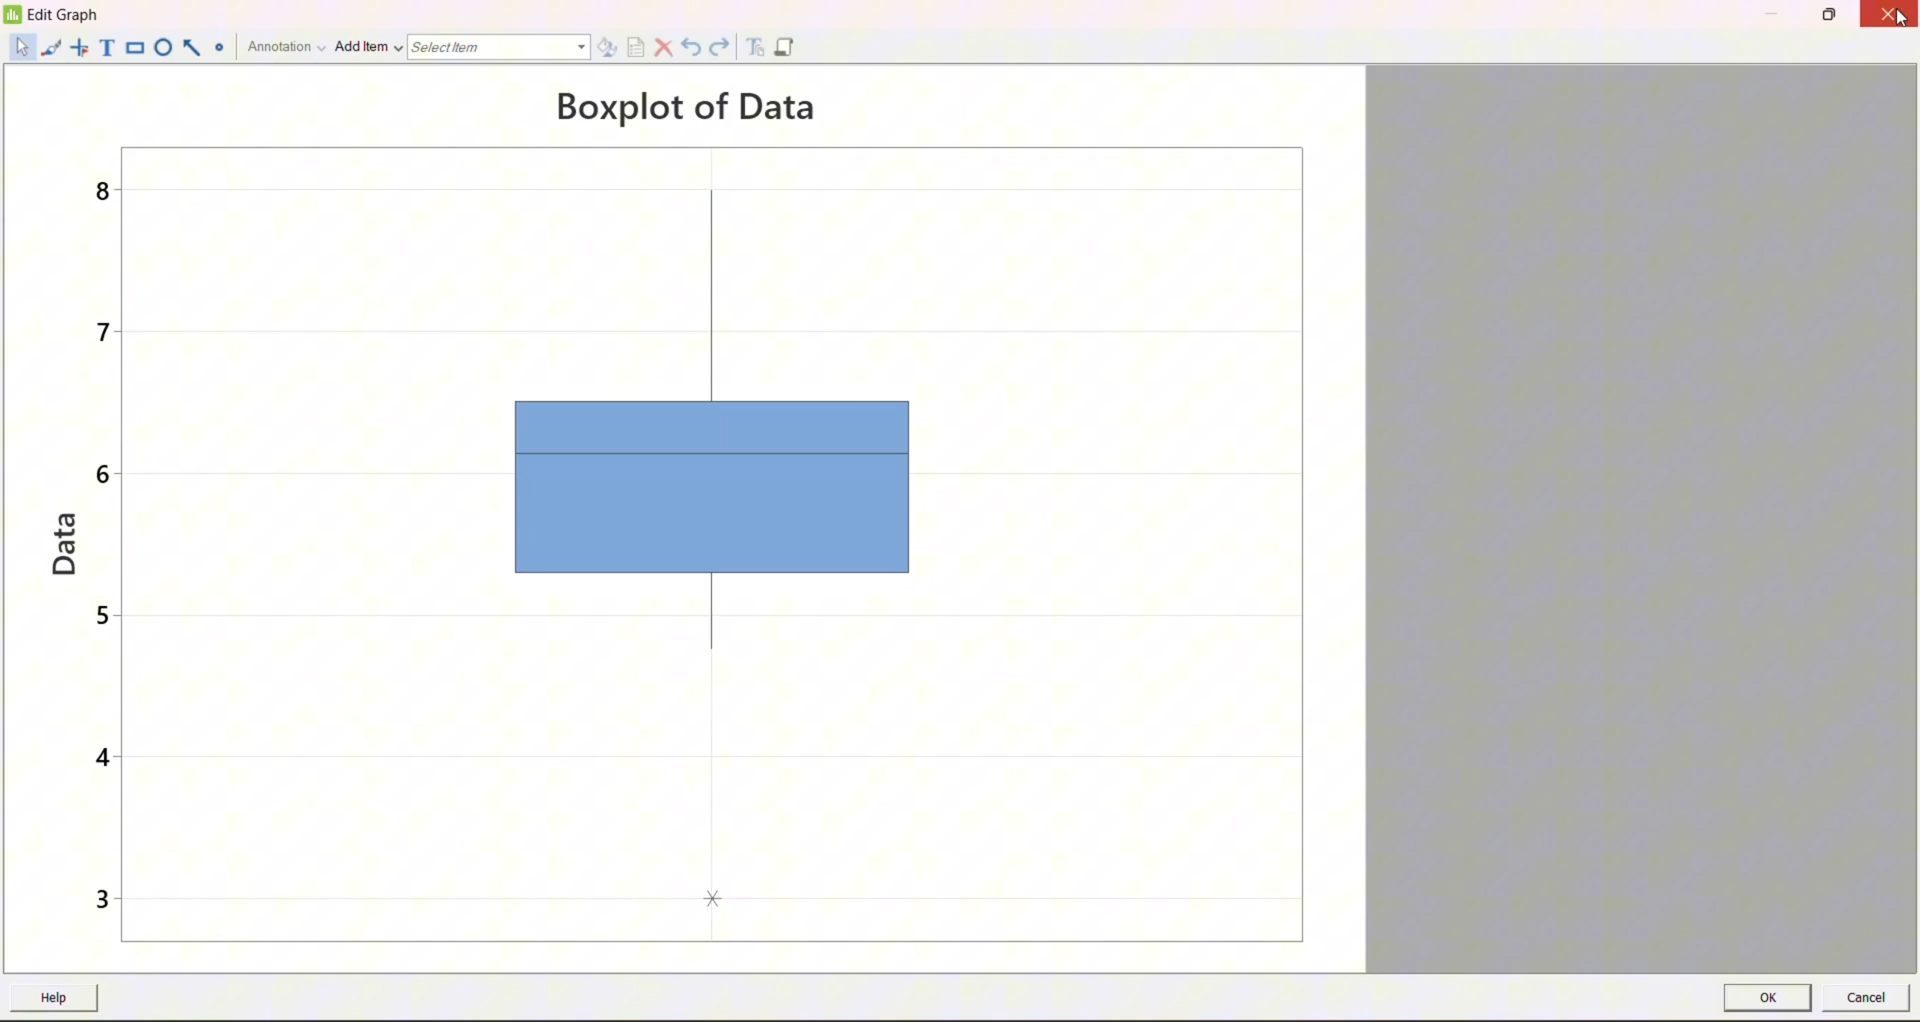 Edit Graph
T Annotation Add Item Select Item
Boxplot of Data
8
7
6
5
4
3
Data
Help OK Cancel